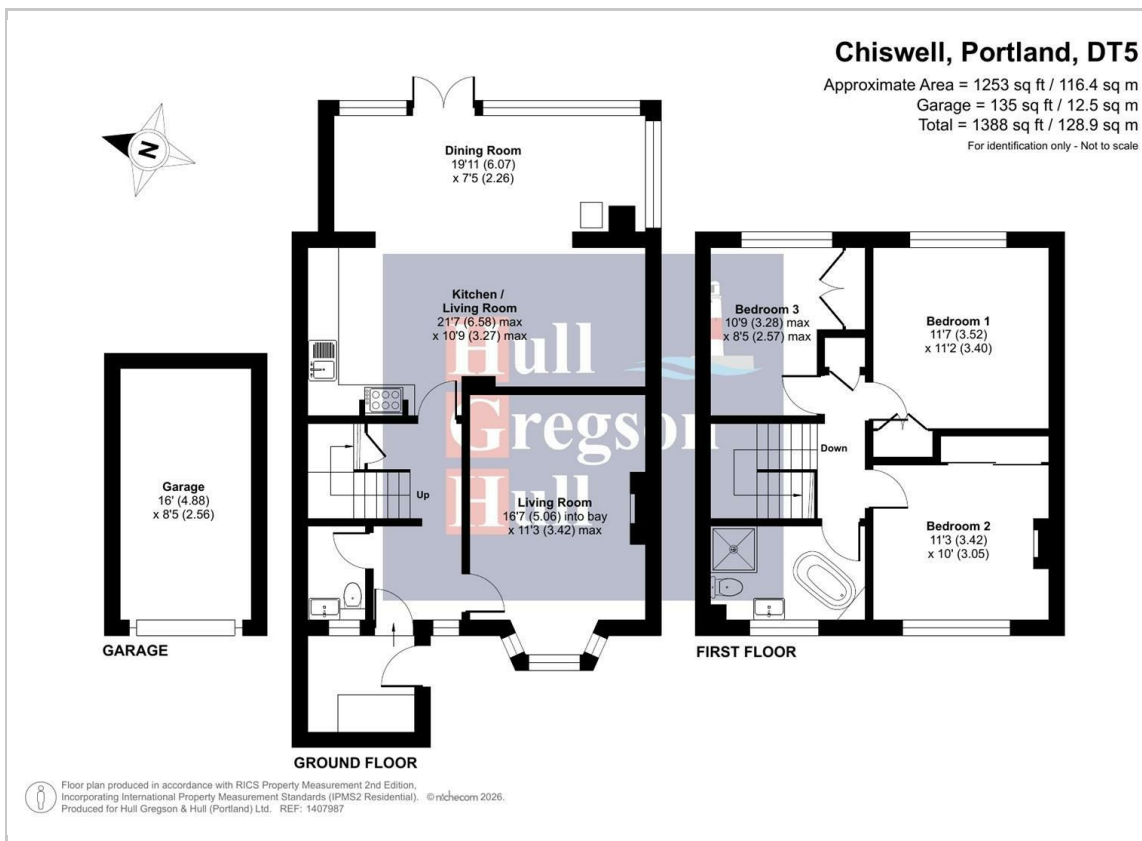 Chiswell, Portland, DT5
Approximate Area = 1253 sq ft / 116.4 sq m
Garage = 135 sq ft / 12.5 sq m
Total = 1388 sq ft / 128.9 sq m
For identification only - Not to scale
N
Dining Room
19'11 (6.07)
x 7'5 (2.26)
Kitchen /
Living Room
21'7 (6.58) max
x 10'9 (3.27) max
Bedroom 3
10'9 (3.28) max
x 8'5 (2.57) max
Bedroom 1
11'7 (3.52)
x 11'2 (3.40)
Hull
Gregson
Hull
Garage
16' (4.88)
x 8'5 (2.56)
Up
Living Room
16'7 (5.06) into bay
x 11'3 (3.42) max
Down
Bedroom 2
11'3 (3.42)
x 10' (3.05)
GARAGE
FIRST FLOOR
GROUND FLOOR
Floor plan produced in accordance with RICS Property Measurement 2nd Edition,
Incorporating International Property Measurement Standards (IPMS2 Residential). © nichecom 2026.
Produced for Hull Gregson & Hull (Portland) Ltd. REF: 1407987